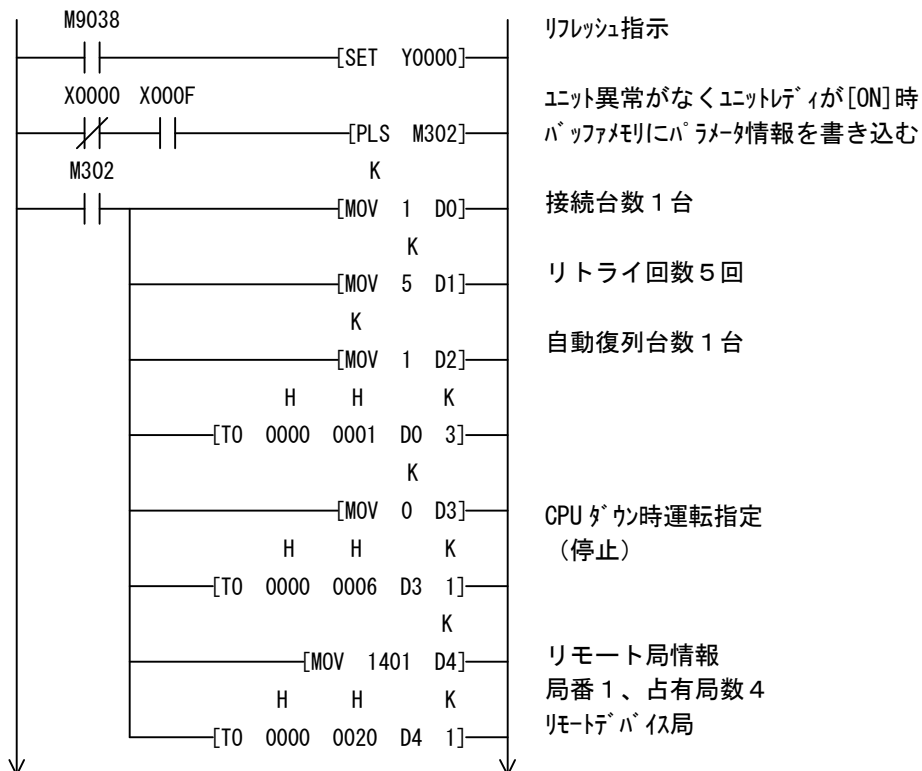 M9038
[SET Y0000] リフレッシュ指示
X0000 X000F
[PLS M302] ユニット異常がなくユニットレディが[ON]時
バッファメモリにパラメータ情報を書き込む
M302 K
[MOV 1 D0] 接続台数１台
K
[MOV 5 D1] リトライ回数５回
K
[MOV 1 D2] 自動復列台数１台
H H K
[TO 0000 0001 D0 3]
K
[MOV 0 D3] CPUダウン時運転指定
H H K （停止）
[TO 0000 0006 D3 1]
K
[MOV 1401 D4] リモート局情報
H H K 局番１、占有局数４
[TO 0000 0020 D4 1] リモートデバイス局